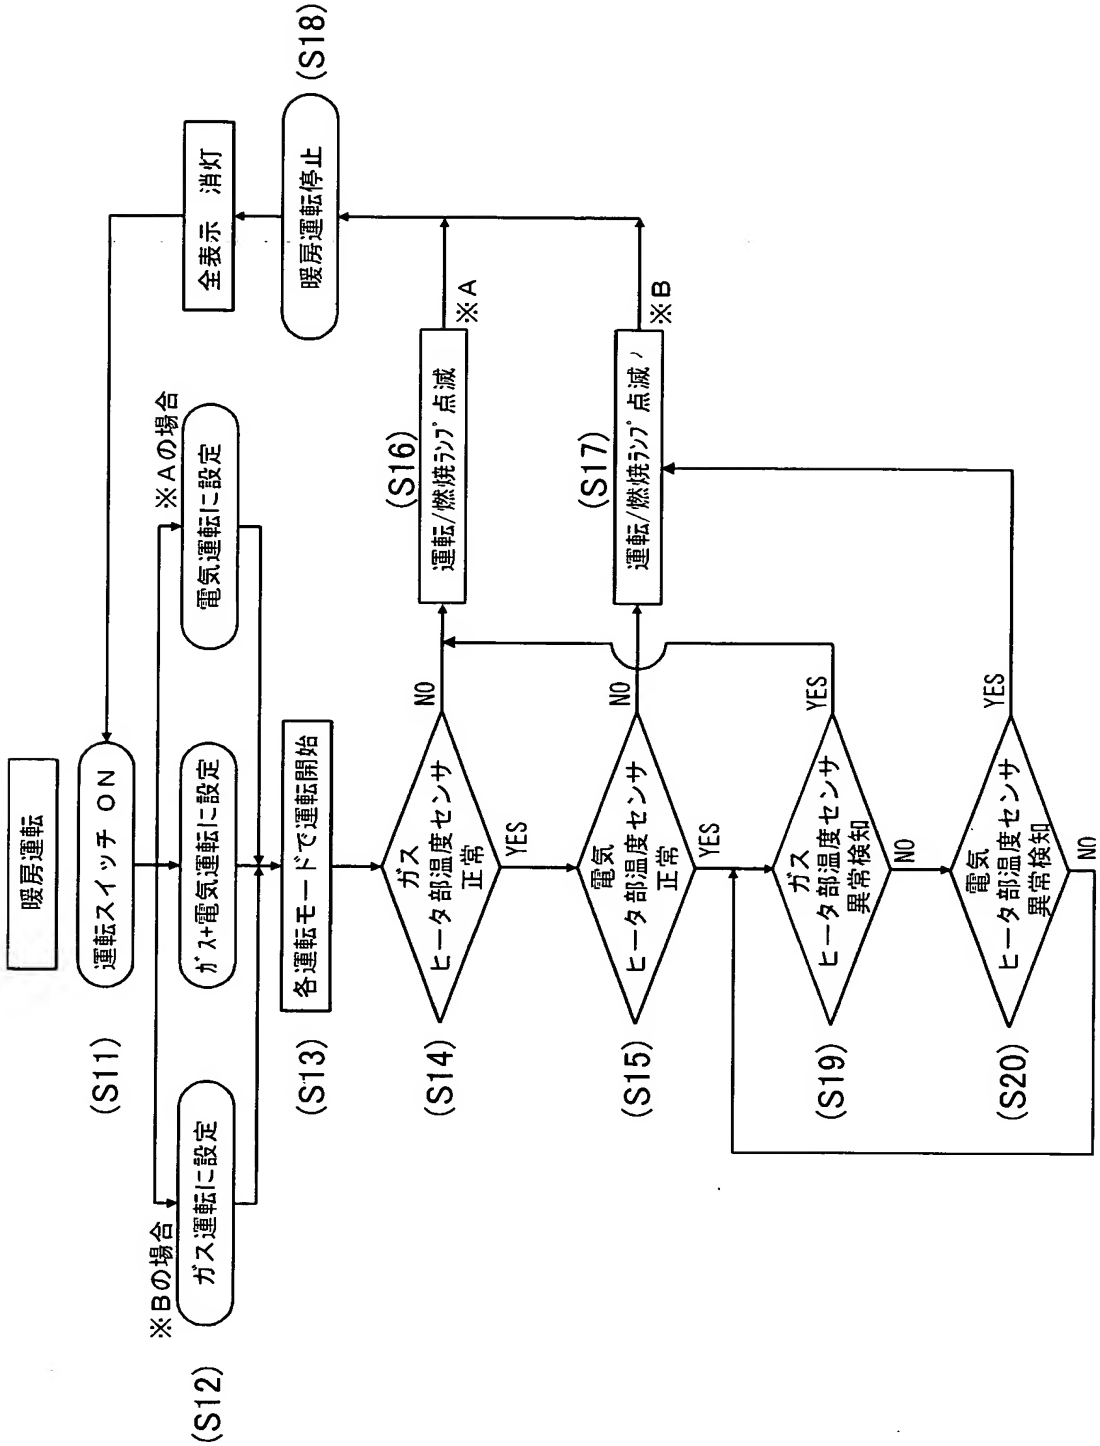 暖房運転
(S11)
運転スイッチ ON
(S12)
※Bの場合
ガス運転に設定
ガス+電気運転に設定
※Aの場合
電気運転に設定
(S13)
各運転モードで運転開始
(S14)
ガス
ヒータ部温度センサ
正常
NO
YES
(S16)
運転/燃焼ランプ点滅
※A
(S15)
電気
ヒータ部温度センサ
正常
NO
YES
(S17)
運転/燃焼ランプ点滅
※B
(S19)
ガス
ヒータ部温度センサ
異常検知
YES
NO
(S20)
電気
ヒータ部温度センサ
異常検知
YES
NO
全表示 消灯
暖房運転停止
(S18)